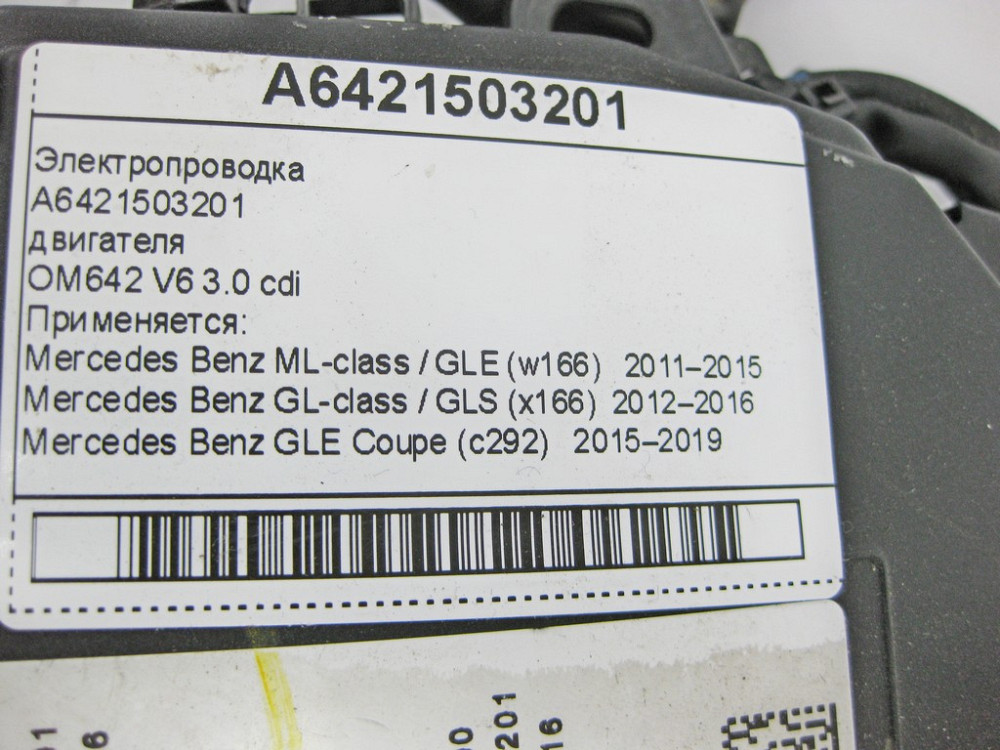 A6421503201
Электропроводка
A6421503201
двигателя
OM642 V6 3.0 cdi
Применяется:
Mercedes Benz ML-class / GLE (w166) 2011–2015
Mercedes Benz GL-class / GLS (x166) 2012–2016
Mercedes Benz GLE Coupe (c292) 2015–2019